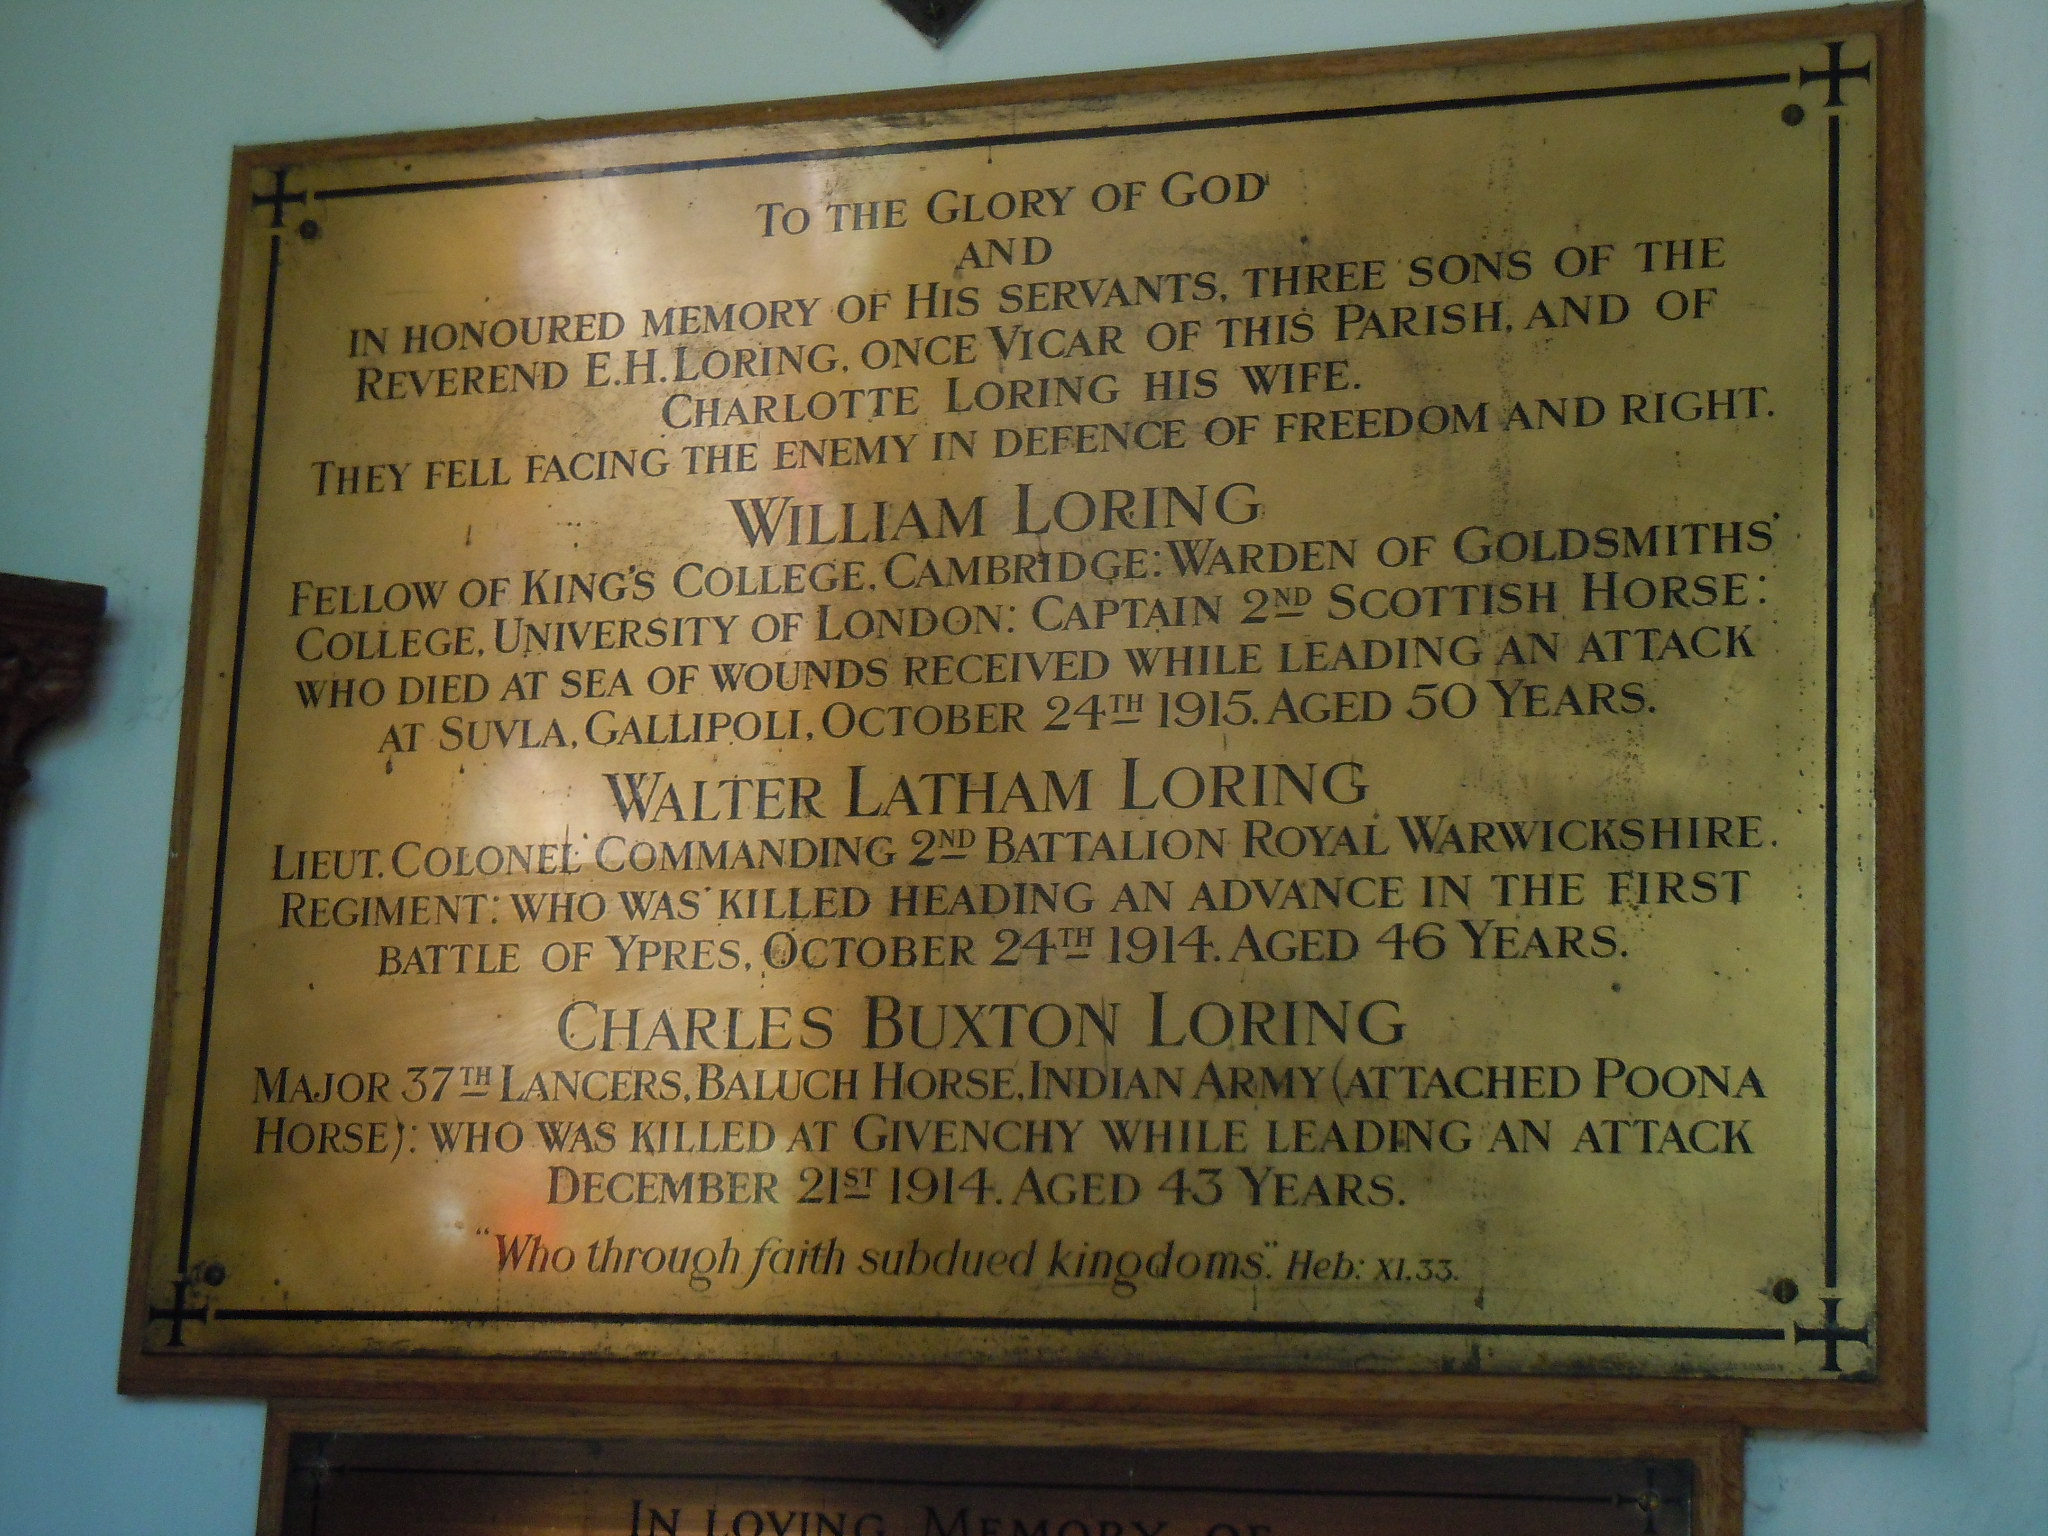 TO THE GLORY OF GOD
AND
IN HONOURED MEMORY OF HIS SERVANTS, THREE SONS OF THE
REVEREND E.H. LORING, ONCE VICAR OF THIS PARISH, AND OF
CHARLOTTE LORING HIS WIFE.
THEY FELL FACING THE ENEMY IN DEFENCE OF FREEDOM AND RIGHT.
WILLIAM LORING
FELLOW OF KING'S COLLEGE, CAMBRIDGE: WARDEN OF GOLDSMITHS'
COLLEGE, UNIVERSITY OF LONDON: CAPTAIN 2ND SCOTTISH HORSE:
WHO DIED AT SEA OF WOUNDS RECEIVED WHILE LEADING AN ATTACK
AT SUVLA, GALLIPOLI, OCTOBER 24TH 1915. AGED 50 YEARS.
WALTER LATHAM LORING
LIEUT. COLONEL COMMANDING 2ND BATTALION ROYAL WARWICKSHIRE.
REGIMENT: WHO WAS KILLED HEADING AN ADVANCE IN THE FIRST
BATTLE OF YPRES, OCTOBER 24TH 1914. AGED 46 YEARS.
CHARLES BUXTON LORING
MAJOR 37TH LANCERS, BALUCH HORSE, INDIAN ARMY (ATTACHED POONA
HORSE): WHO WAS KILLED AT GIVENCHY WHILE LEADING AN ATTACK
DECEMBER 21ST 1914. AGED 43 YEARS.
"Who through faith subdued kingdoms". Heb: XI. 33.
IN LOVING MEMORY OF